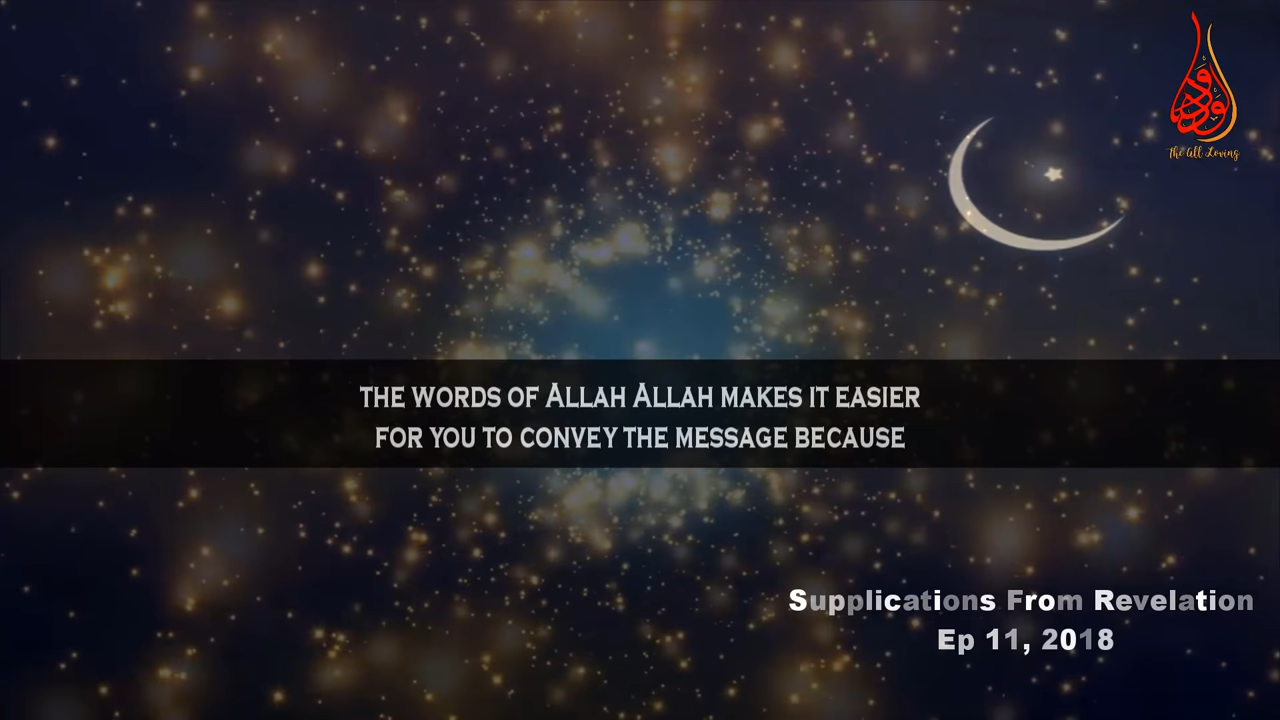 The All Loving
THE WORDS OF ALLAH ALLAH MAKES IT EASIER
FOR YOU TO CONVEY THE MESSAGE BECAUSE
Supplications From Revelation
Ep 11, 2018